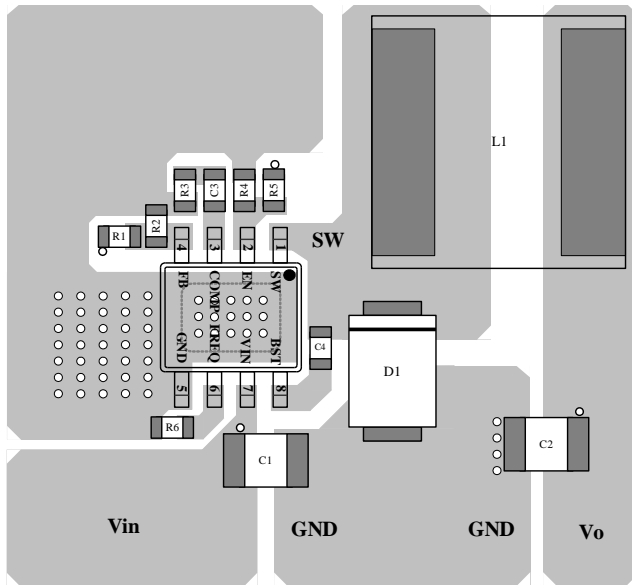 L1
R3
C3
R4
R5
R2
R1
4
3
2
1
SW
FB
COMP
EN
SW
GND
FREQ
VIN
BST
C4
D1
5
6
7
8
R6
C1
C2
Vin
GND
GND
Vo